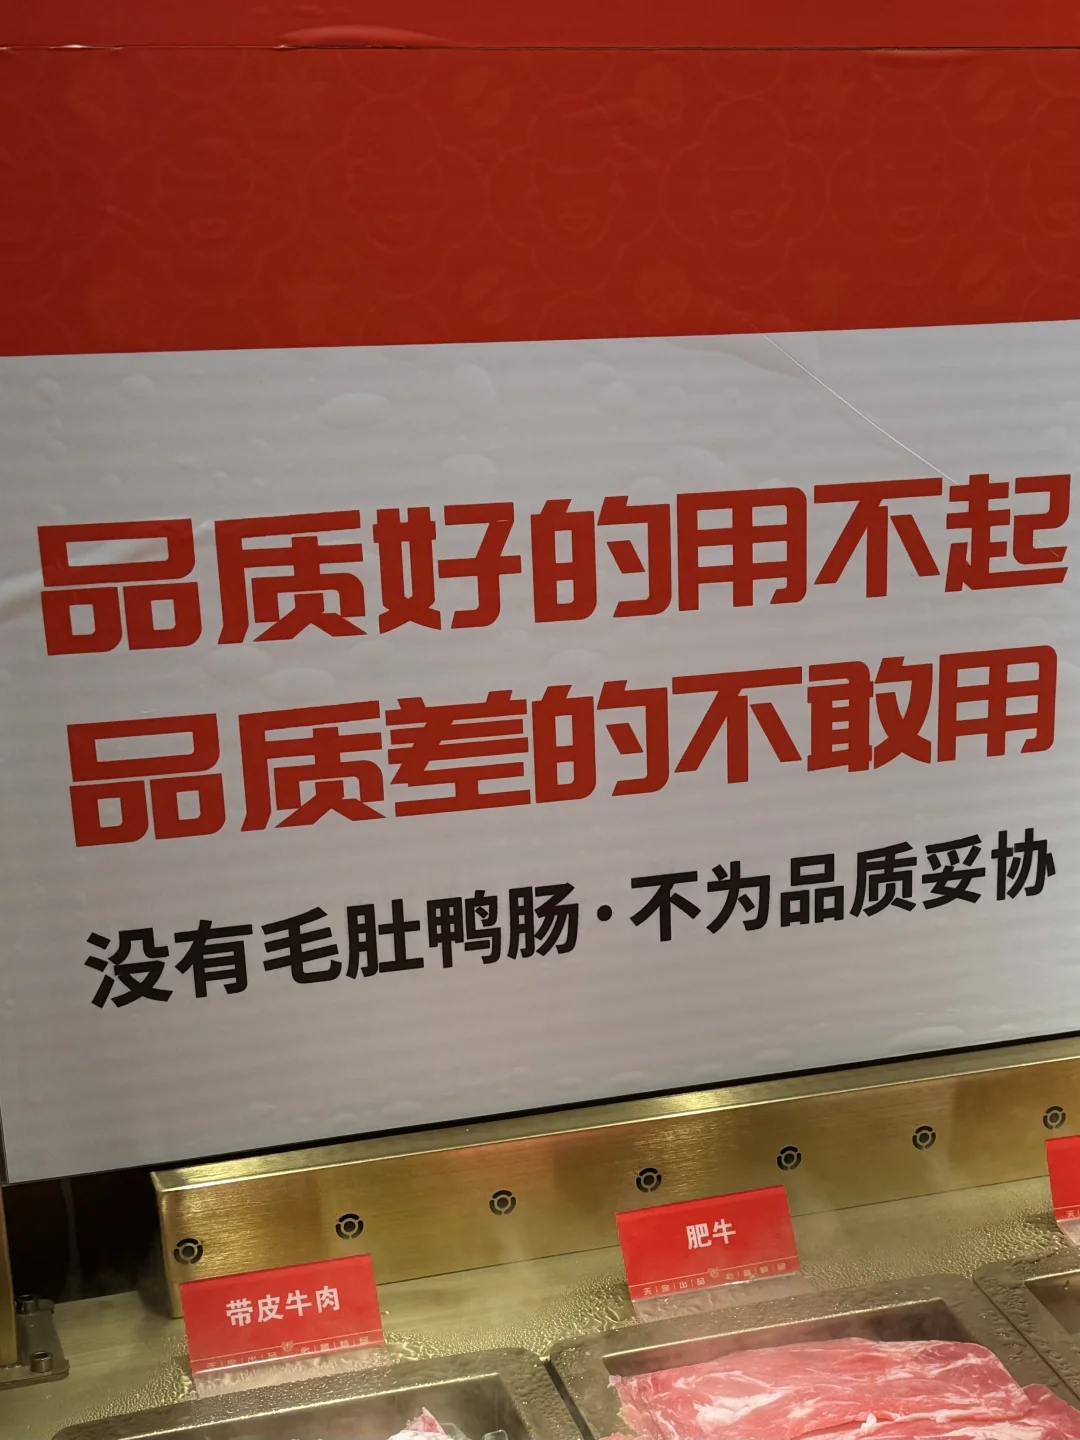 品质好的用不起
品质差的不敢用
没有毛肚鸭肠·不为品质妥协
肥牛
带皮牛肉